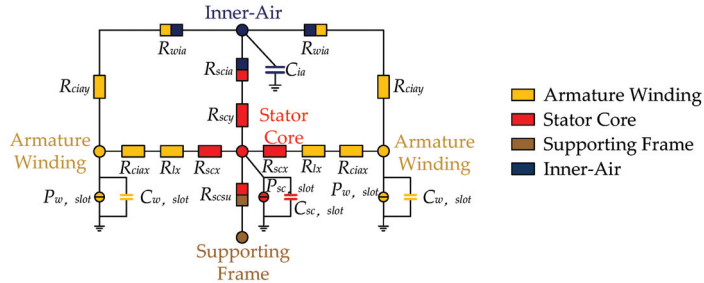 Inner-Air
Rwia
Rwia
Rscia
Cia
Rciay
Rciay
Rscy
Stator
Core
Armature
Winding
Armature
Winding
Rciax
Rlx
Rscx
Rscx
Rlx
Rciax
Pw, slot
Cw, slot
Rscsu
Psc, slot
Csc, slot
Pw, slot
Cw, slot
Supporting
Frame
Armature Winding
Stator Core
Supporting Frame
Inner-Air